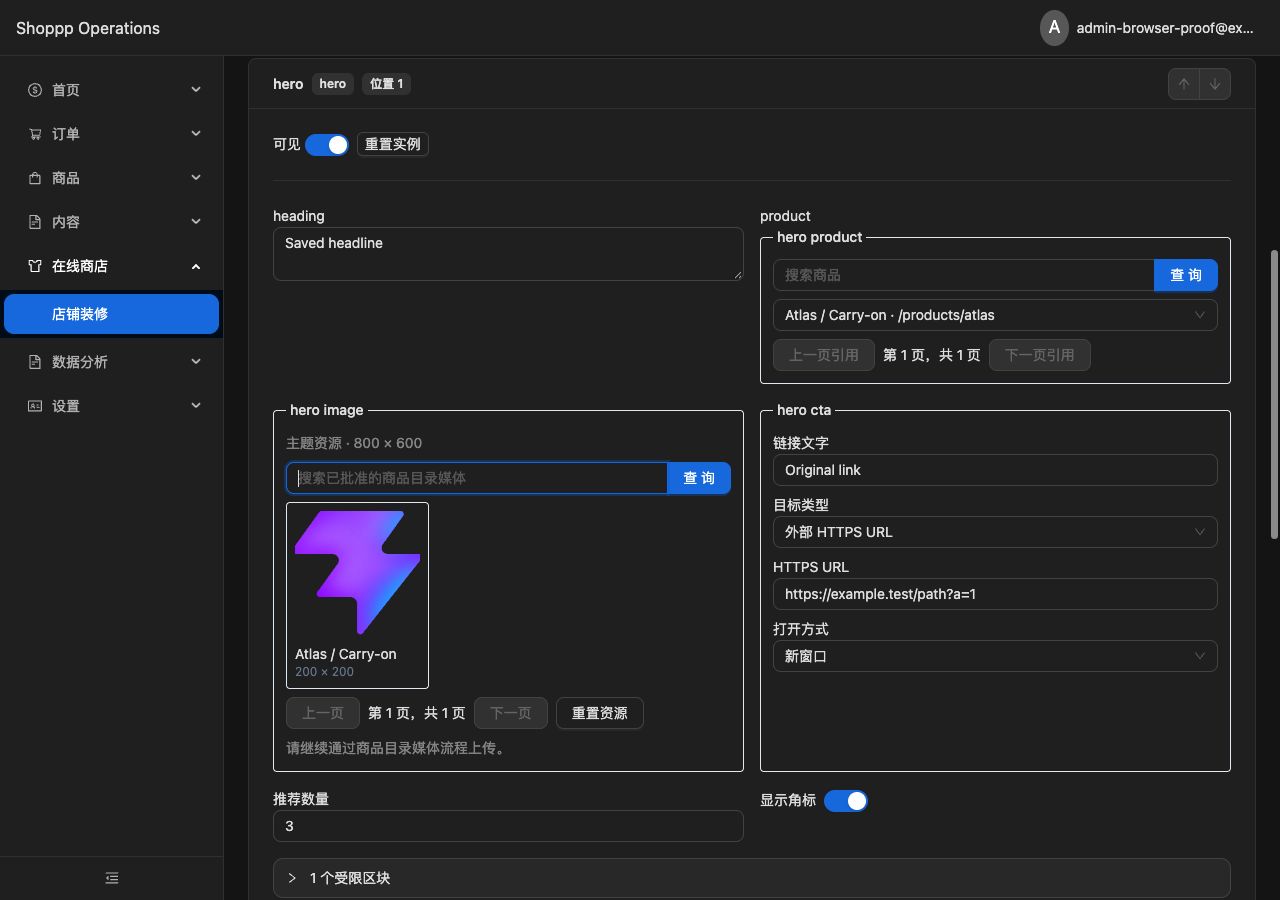 Shoppp Operations
A
admin-browser-proof@ex...
首页
订单
商品
内容
在线商店
店铺装修
数据分析
设置
hero hero 位置 1
可见 重置实例
heading
Saved headline
product
hero product
搜索商品 查 询
Atlas / Carry-on · /products/atlas
上一页引用 第 1 页，共 1 页 下一页引用
hero image
主题资源 · 800 × 600
搜索已批准的商品目录媒体 查 询
Atlas / Carry-on
200 × 200
上一页 第 1 页，共 1 页 下一页 重置资源
请继续通过商品目录媒体流程上传。
hero cta
链接文字
Original link
目标类型
外部 HTTPS URL
HTTPS URL
https://example.test/path?a=1
打开方式
新窗口
推荐数量
3
显示角标
1 个受限区块